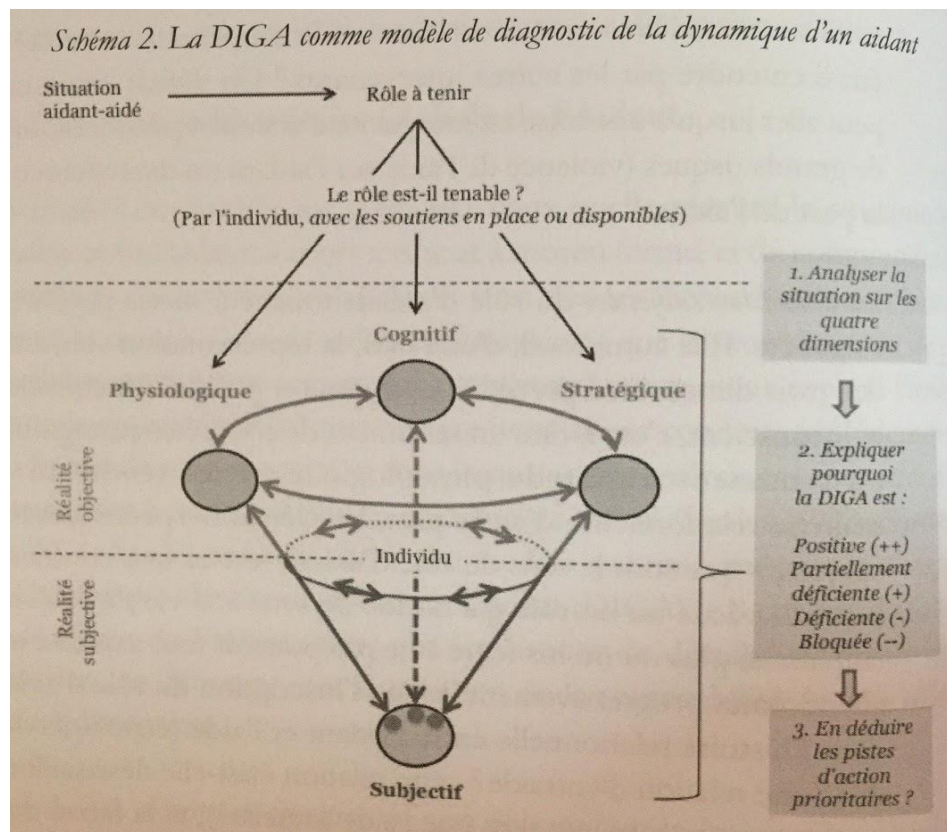 Schéma 2. La DIGA comme modèle de diagnostic de la dynamique d'un aidant
Situation
aidant-aidé
Rôle à tenir
Le rôle est-il tenable ?
(Par l'individu, avec les soutiens en place ou disponibles)
Cognitif
Physiologique
Stratégique
Réalité
objective
Individu
Réalité
subjective
Subjectif
1. Analyser la
situation sur les
quatre
dimensions
2. Expliquer
pourquoi
la DIGA est :
Positive (++)
Partiellement
déficiente (+)
Déficiente (-)
Bloquée (--)
3. En déduire
les pistes
d'action
prioritaires ?